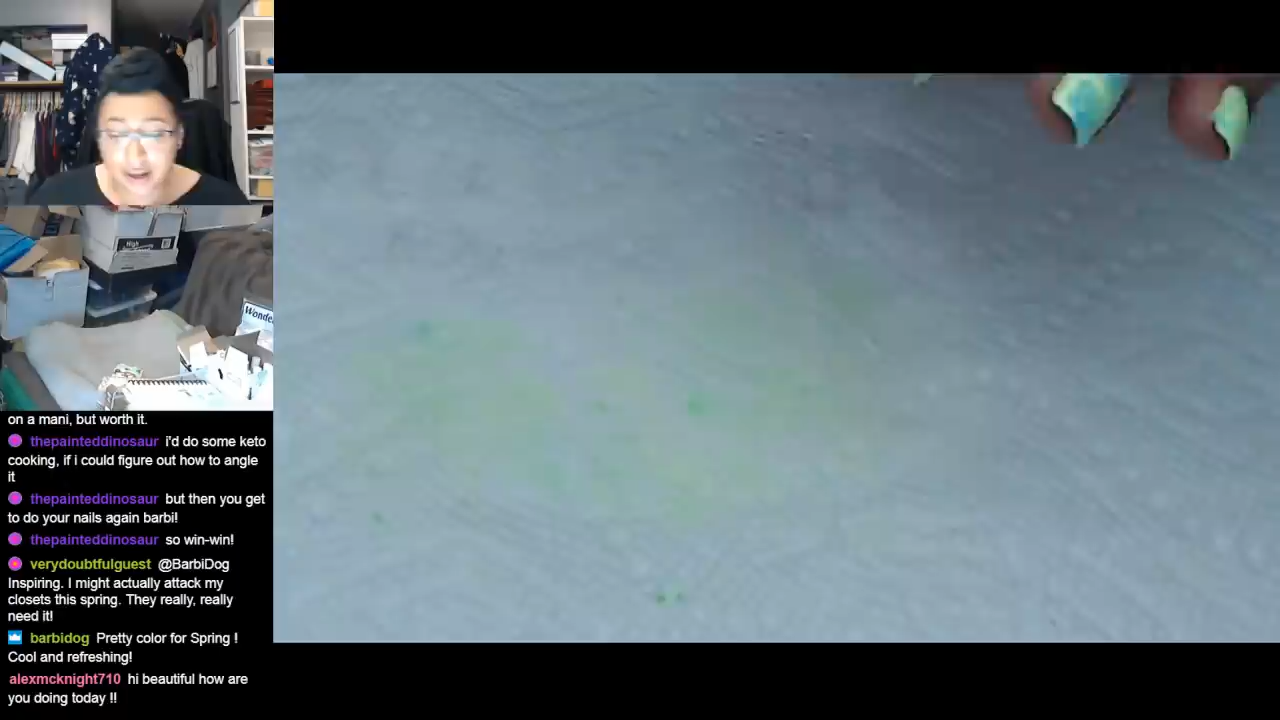 High
Wonde
on a mani, but worth it.
thepainteddinosaur i'd do some keto
cooking, if i could figure out how to angle
it
thepainteddinosaur but then you get
to do your nails again barbi!
thepainteddinosaur so win-win!
verydoubtfulguest @BarbiDog
Inspiring. I might actually attack my
closets this spring. They really, really
need it!
barbidog Pretty color for Spring !
Cool and refreshing!
alexmcknight710 hi beautiful how are
you doing today !!